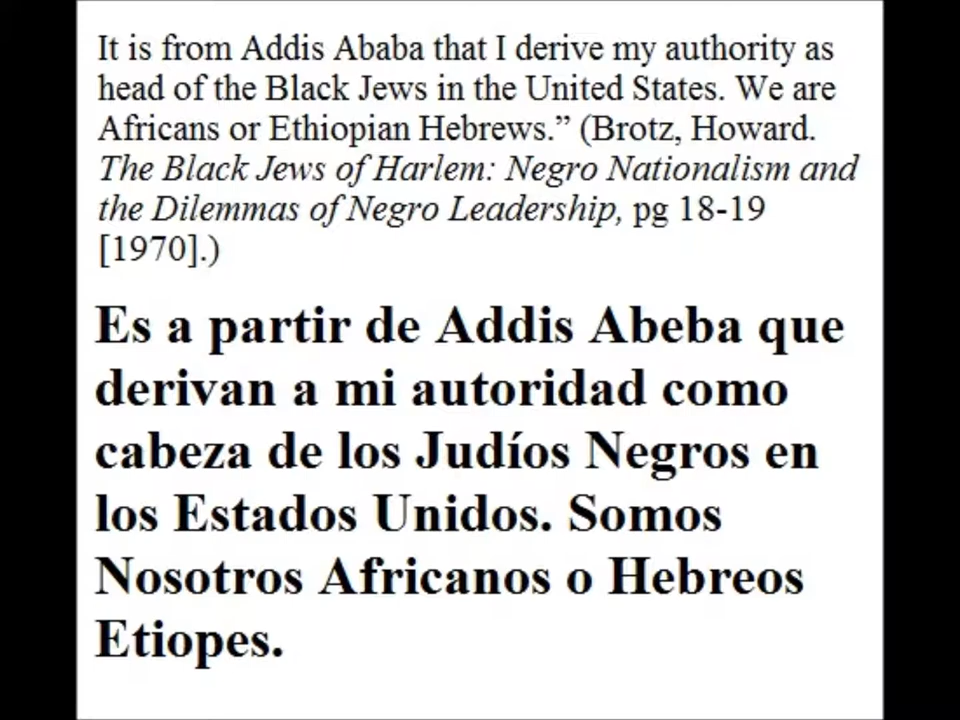 It is from Addis Ababa that I derive my authority as
head of the Black Jews in the United States. We are
Africans or Ethiopian Hebrews.” (Brotz, Howard.
The Black Jews of Harlem: Negro Nationalism and
the Dilemmas of Negro Leadership, pg 18-19
[1970].)
Es a partir de Addis Abeba que
derivan a mi autoridad como
cabeza de los Judíos Negros en
los Estados Unidos. Somos
Nosotros Africanos o Hebreos
Etiopes.